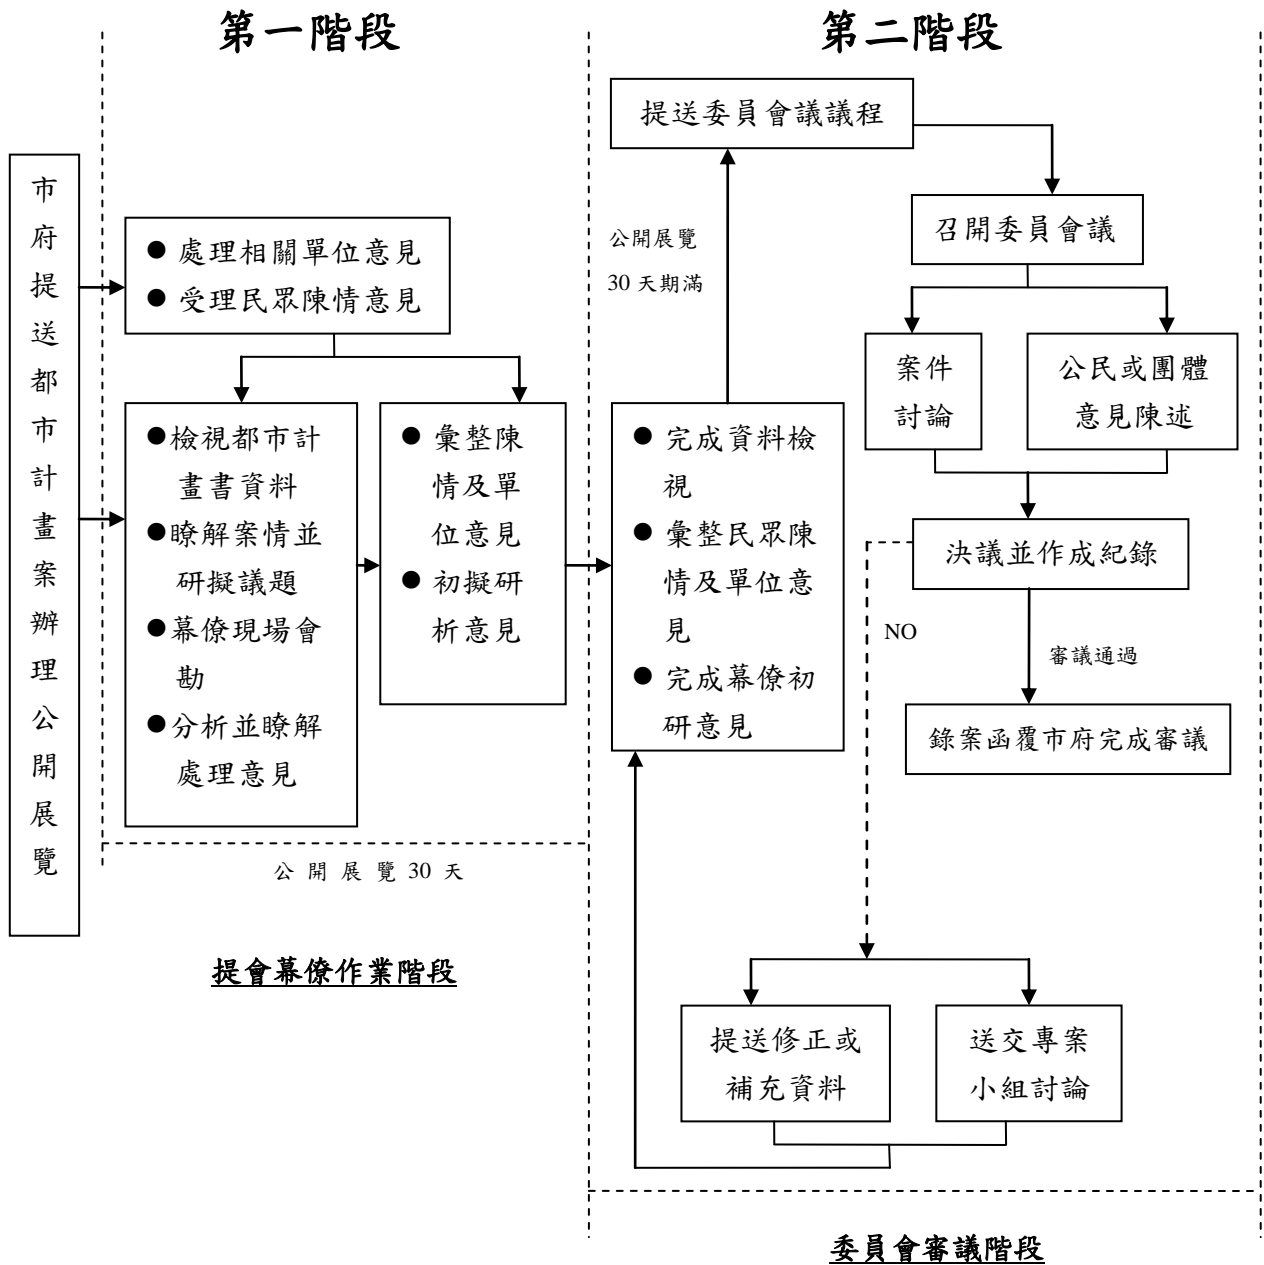 第一階段
第二階段
市府提送都市計畫案辦理公開展覽
● 處理相關單位意見
● 受理民眾陳情意見
●檢視都市計
畫書資料
●瞭解案情並
研擬議題
●幕僚現場會
勘
●分析並瞭解
處理意見
● 彙整陳
情及單
位意見
● 初擬研
析意見
公開展覽 30 天
提會幕僚作業階段
提送委員會議議程
公開展覽
30 天期滿
● 完成資料檢
視
● 彙整民眾陳
情及單位意
見
● 完成幕僚初
研意見
召開委員會議
案件
討論
公民或團體
意見陳述
決議並作成紀錄
NO
審議通過
錄案函覆市府完成審議
提送修正或
補充資料
送交專案
小組討論
委員會審議階段